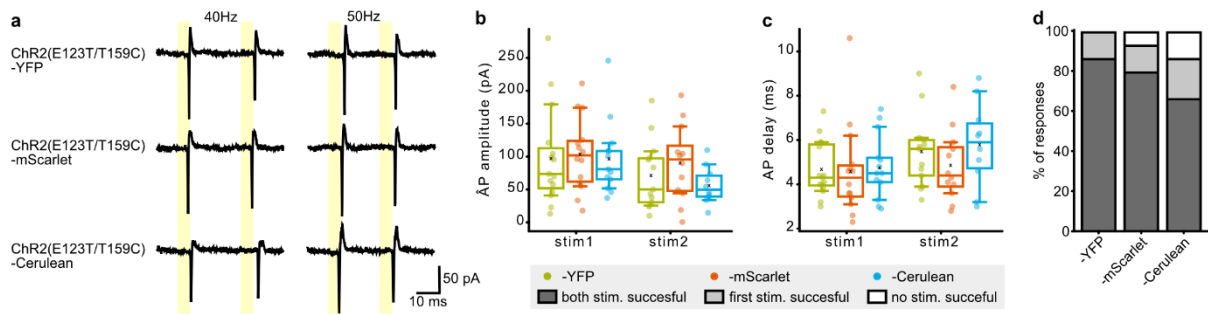 a
40Hz
50Hz
ChR2(E123T/T159C)
-YFP
ChR2(E123T/T159C)
-mScarlet
ChR2(E123T/T159C)
-Cerulean
50 pA
10 ms
b
AP amplitude (pA)
250
200
150
100
50
0
stim1
stim2
c
AP delay (ms)
10
8
6
4
2
stim1
stim2
d
% of responses
100
80
60
40
20
0
-YFP
-mScarlet
-Cerulean
-YFP
-mScarlet
-Cerulean
both stim. succesful
first stim. succesful
no stim. succeful